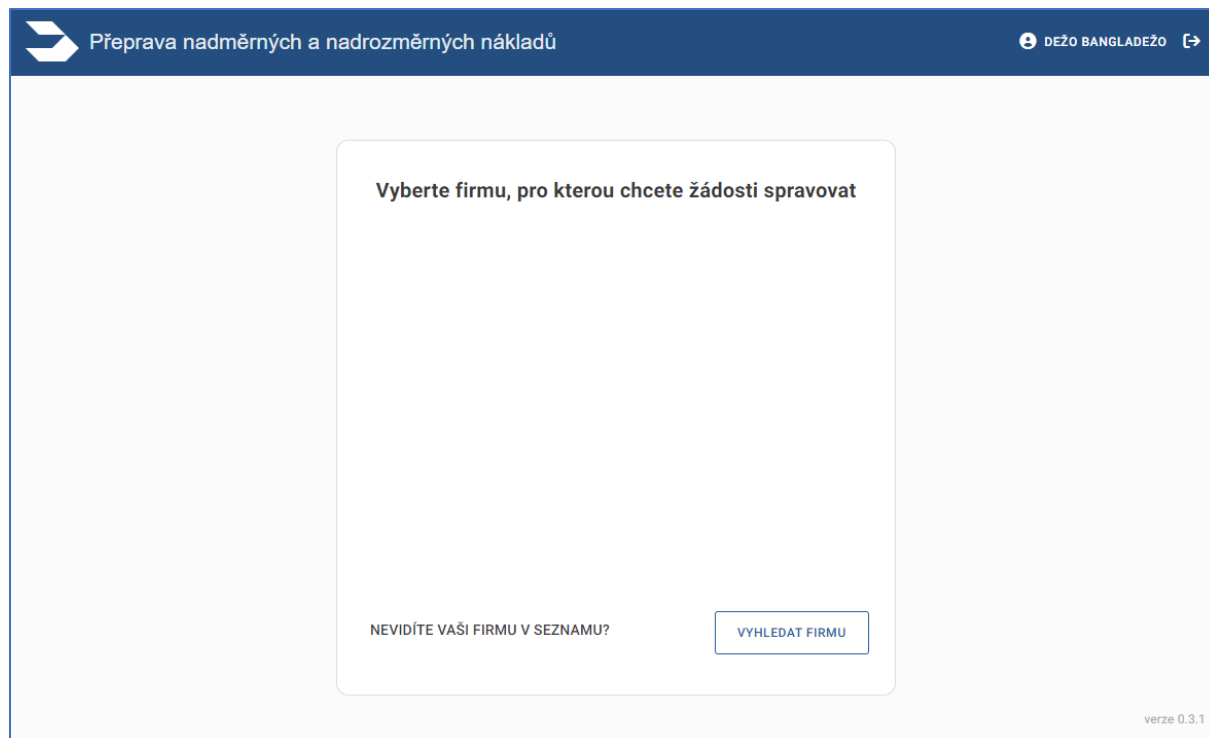 Přeprava nadměrných a nadrozměrných nákladů
DEŽO BANGLADEŽO
Vyberte firmu, pro kterou chcete žádosti spravovat
NEVIDÍTE VAŠI FIRMU V SEZNAMU?
VYHLEDAT FIRMU
verze 0.3.1